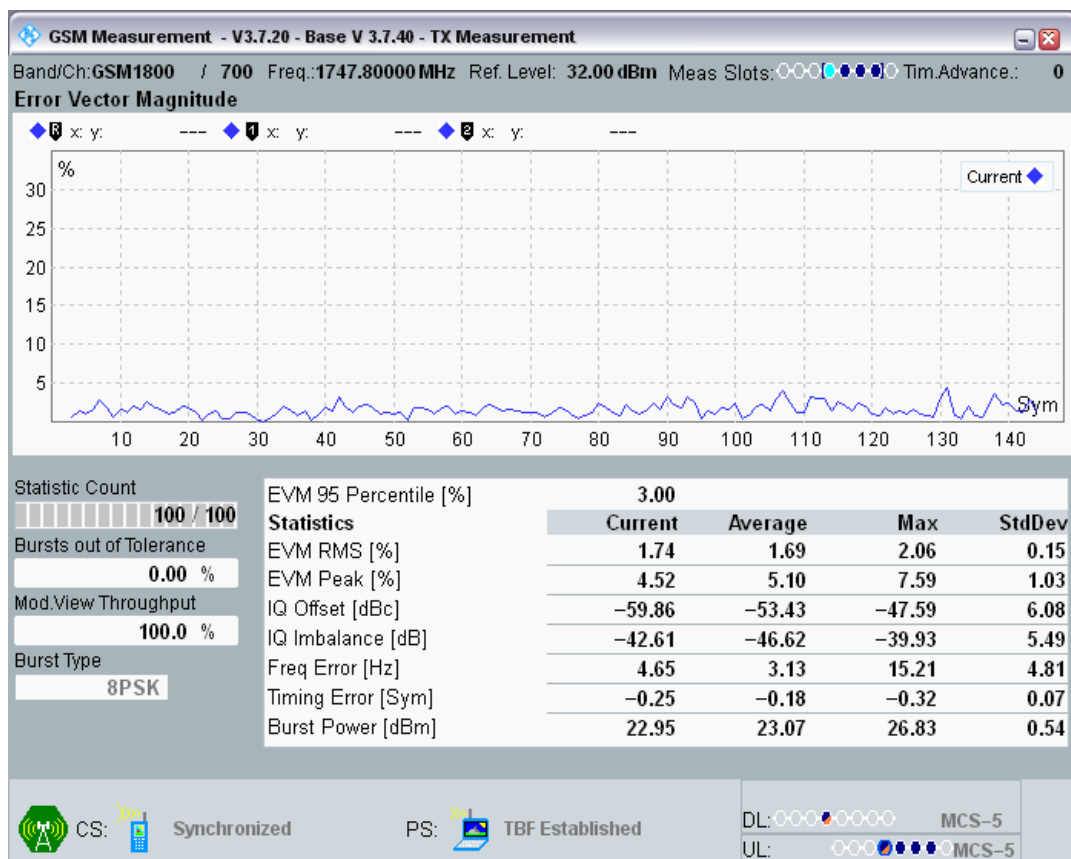 GSM Measurement - V3.7.20 - Base V 3.7.40 - TX Measurement
Band/Ch:GSM1800 / 700 Freq.:1747.80000 MHz Ref. Level: 32.00 dBm Meas Slots: Tim.Advance.: 0
Error Vector Magnitude
R x: y: --- 1 x: y: --- 2 x: y: ---
%
Current
30
25
20
15
10
5
Sym
10 20 30 40 50 60 70 80 90 100 110 120 130 140
Statistic Count
100 / 100
Bursts out of Tolerance
0.00 %
Mod.View Throughput
100.0 %
Burst Type
8PSK
EVM 95 Percentile [%] 3.00
Statistics Current Average Max StdDev
EVM RMS [%] 1.74 1.69 2.06 0.15
EVM Peak [%] 4.52 5.10 7.59 1.03
IQ Offset [dBc] −59.86 −53.43 −47.59 6.08
IQ Imbalance [dB] −42.61 −46.62 −39.93 5.49
Freq Error [Hz] 4.65 3.13 15.21 4.81
Timing Error [Sym] −0.25 −0.18 −0.32 0.07
Burst Power [dBm] 22.95 23.07 26.83 0.54
CS: Synchronized PS: TBF Established
DL: MCS−5
UL: MCS−5